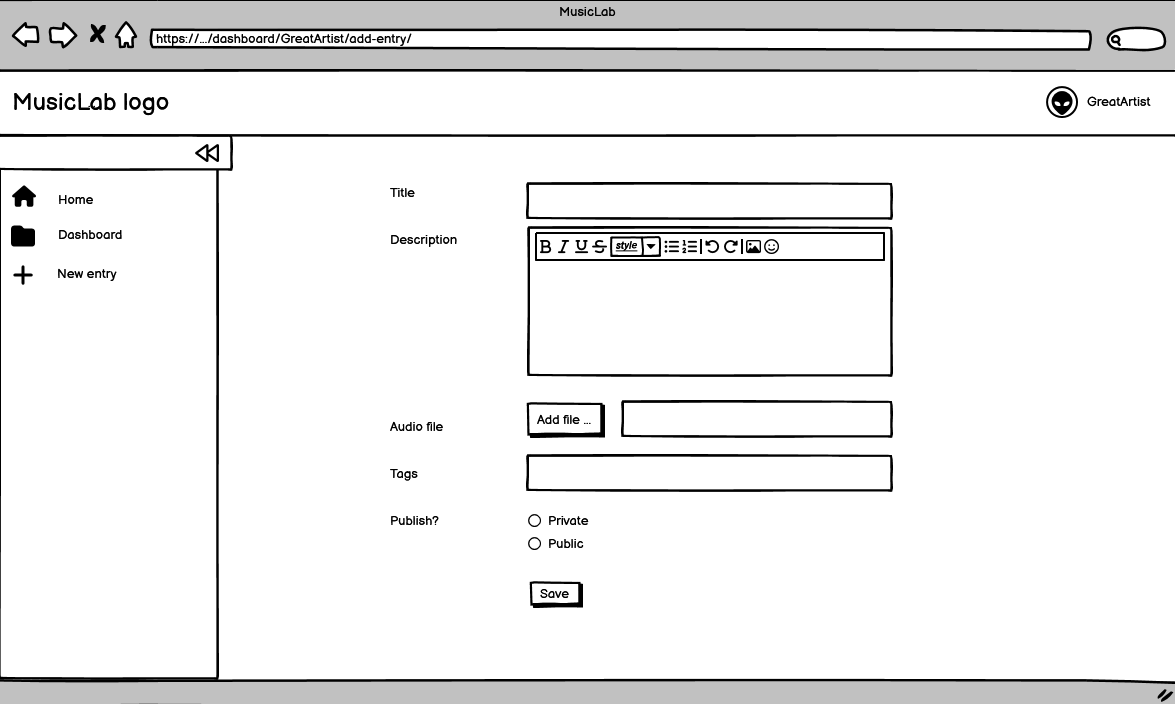 MusicLab
https://.../dashboard/GreatArtist/add-entry/
MusicLab logo
GreatArtist
Home
Dashboard
New entry
Title
Description
B I U S style
Audio file
Add file ...
Tags
Publish?
Private
Public
Save